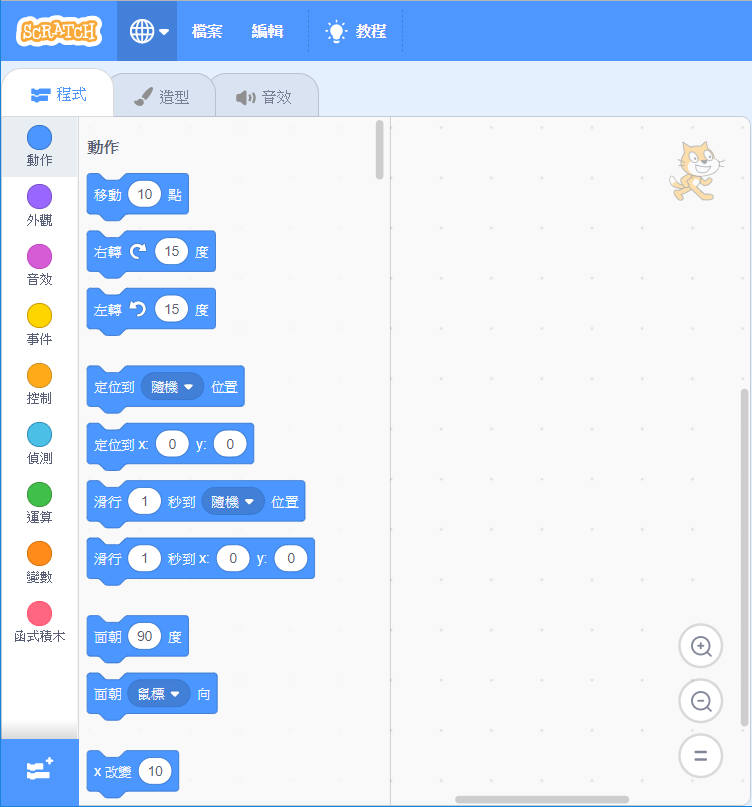 SCRATCH 檔案 編輯 教程
程式 造型 音效
動作
外觀
音效
事件
控制
偵測
運算
變數
函式積木
動作
移動 10 點
右轉 15 度
左轉 15 度
定位到 隨機 位置
定位到 x: 0 y: 0
滑行 1 秒到 隨機 位置
滑行 1 秒到 x: 0 y: 0
面朝 90 度
面朝 鼠標 向
x 改變 10